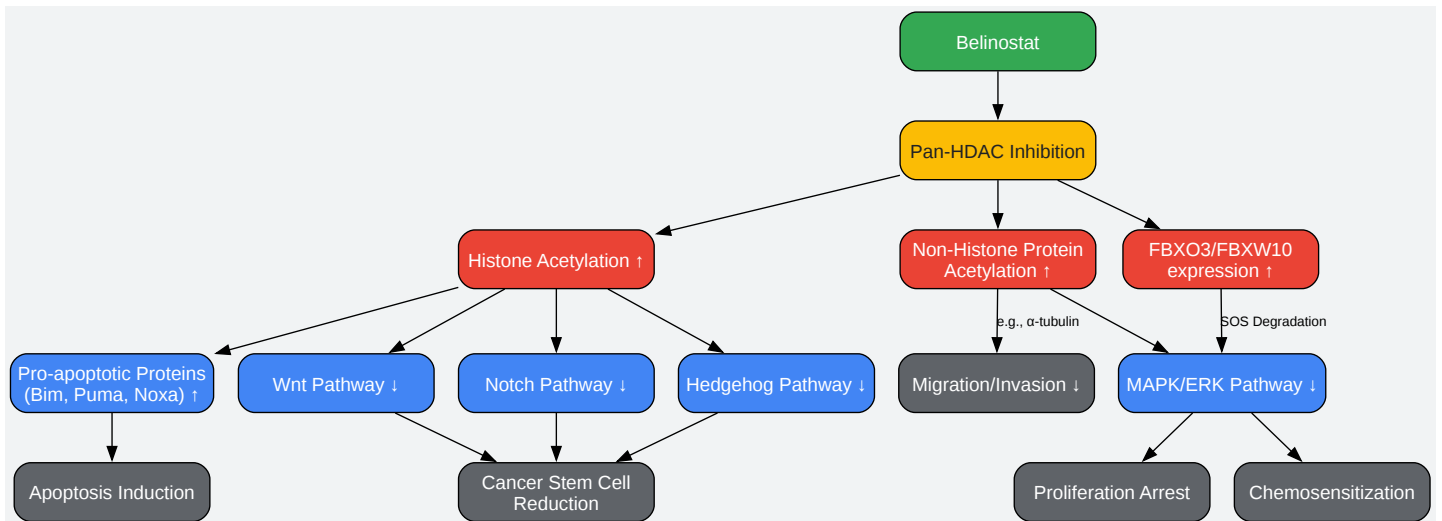 Belinostat
Pan-HDAC Inhibition
Histone Acetylation ↑
Non-Histone Protein
Acetylation ↑
FBXO3/FBXW10
expression ↑
e.g., α-tubulin
SOS Degradation
Pro-apoptotic Proteins
(Bim, Puma, Noxa) ↑
Wnt Pathway ↓
Notch Pathway ↓
Hedgehog Pathway ↓
Migration/Invasion ↓
MAPK/ERK Pathway ↓
Apoptosis Induction
Cancer Stem Cell
Reduction
Proliferation Arrest
Chemosensitization